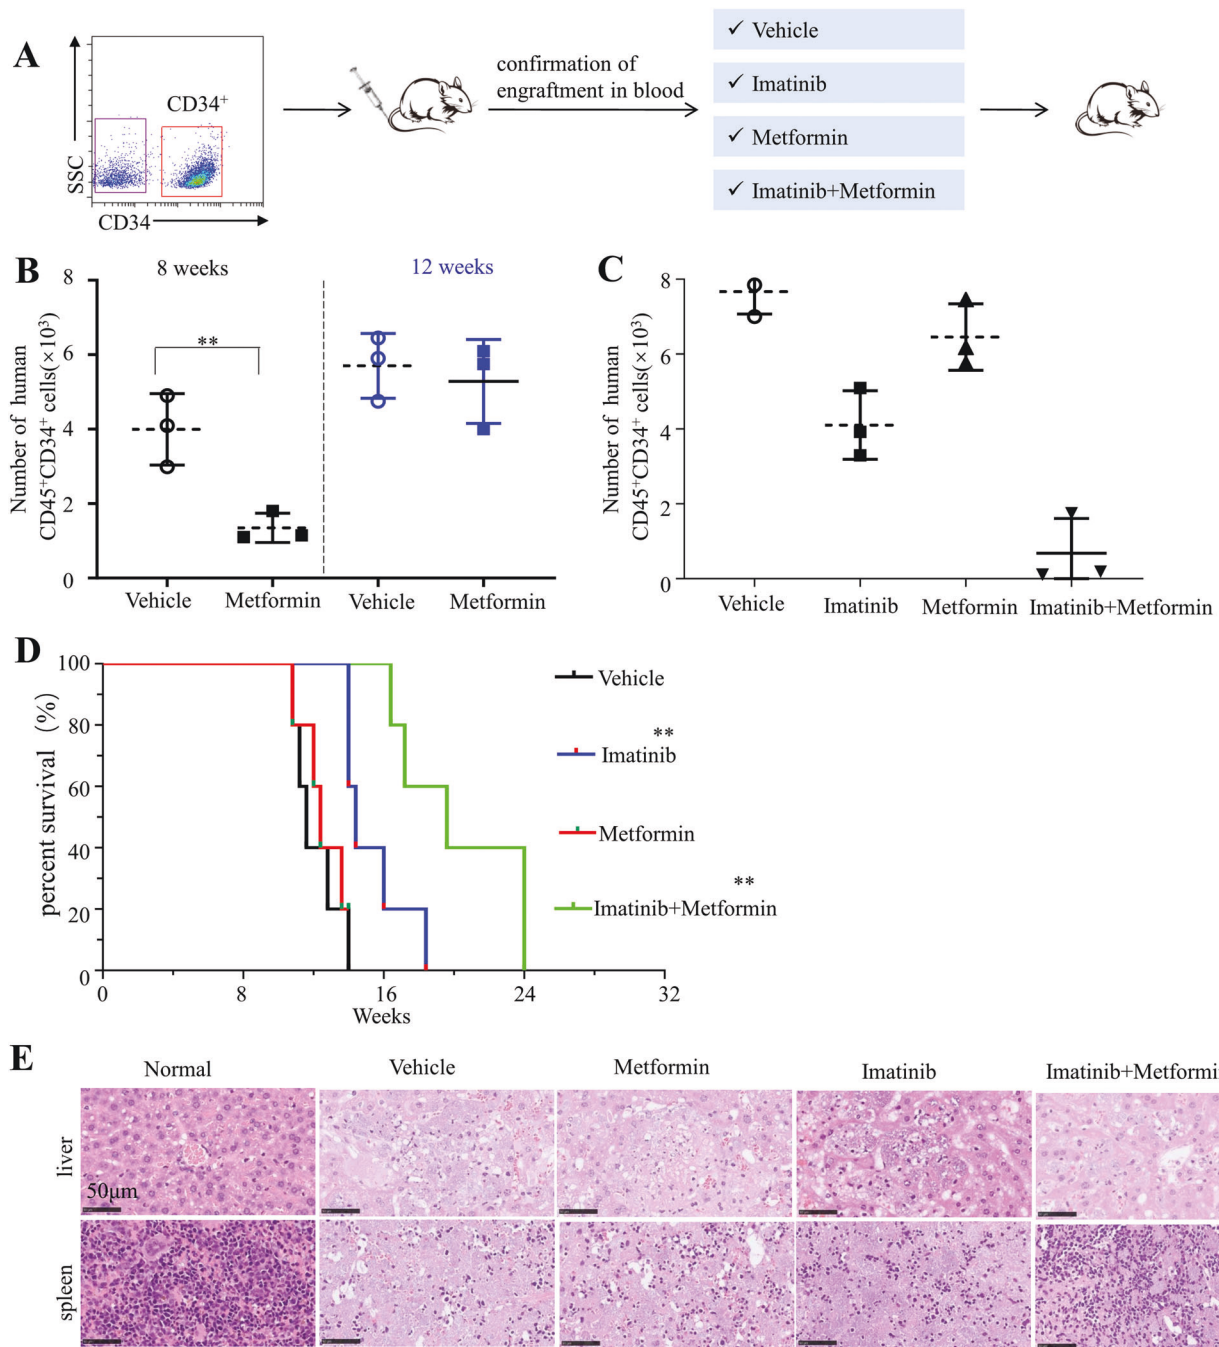 A
SSC
CD34⁺
CD34
confirmation of
engraftment in blood
✓ Vehicle
✓ Imatinib
✓ Metformin
✓ Imatinib+Metformin
B
8 weeks
12 weeks
Number of human
CD45⁺CD34⁺ cells(×10³)
8
6
4
2
0
**
Vehicle
Metformin
Vehicle
Metformin
C
Number of human
CD45⁺CD34⁺ cells(×10³)
8
6
4
2
0
Vehicle
Imatinib
Metformin
Imatinib+Metformin
D
percent survival (%)
100
80
60
40
20
0
0
8
16
24
32
Weeks
Vehicle
**
Imatinib
Metformin
**
Imatinib+Metformin
E
Normal
Vehicle
Metformin
Imatinib
Imatinib+Metformin
liver
50μm
spleen